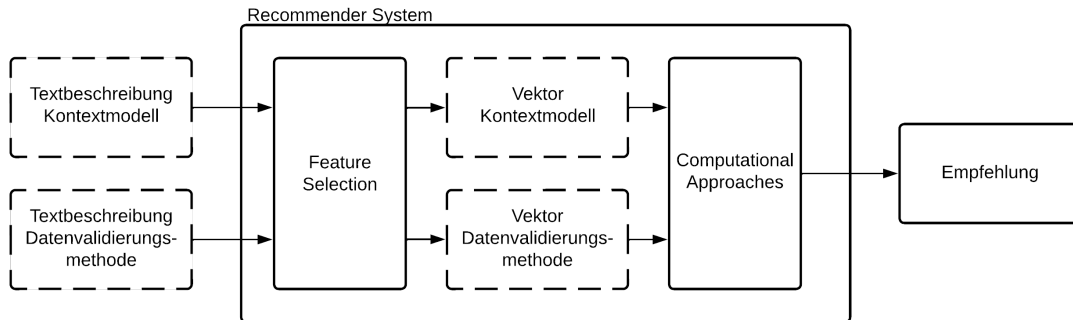 Recommender System
Textbeschreibung
Kontextmodell
Textbeschreibung
Datenvalidierungs-
methode
Feature
Selection
Vektor
Kontextmodell
Vektor
Datenvalidierungs-
methode
Computational
Approaches
Empfehlung